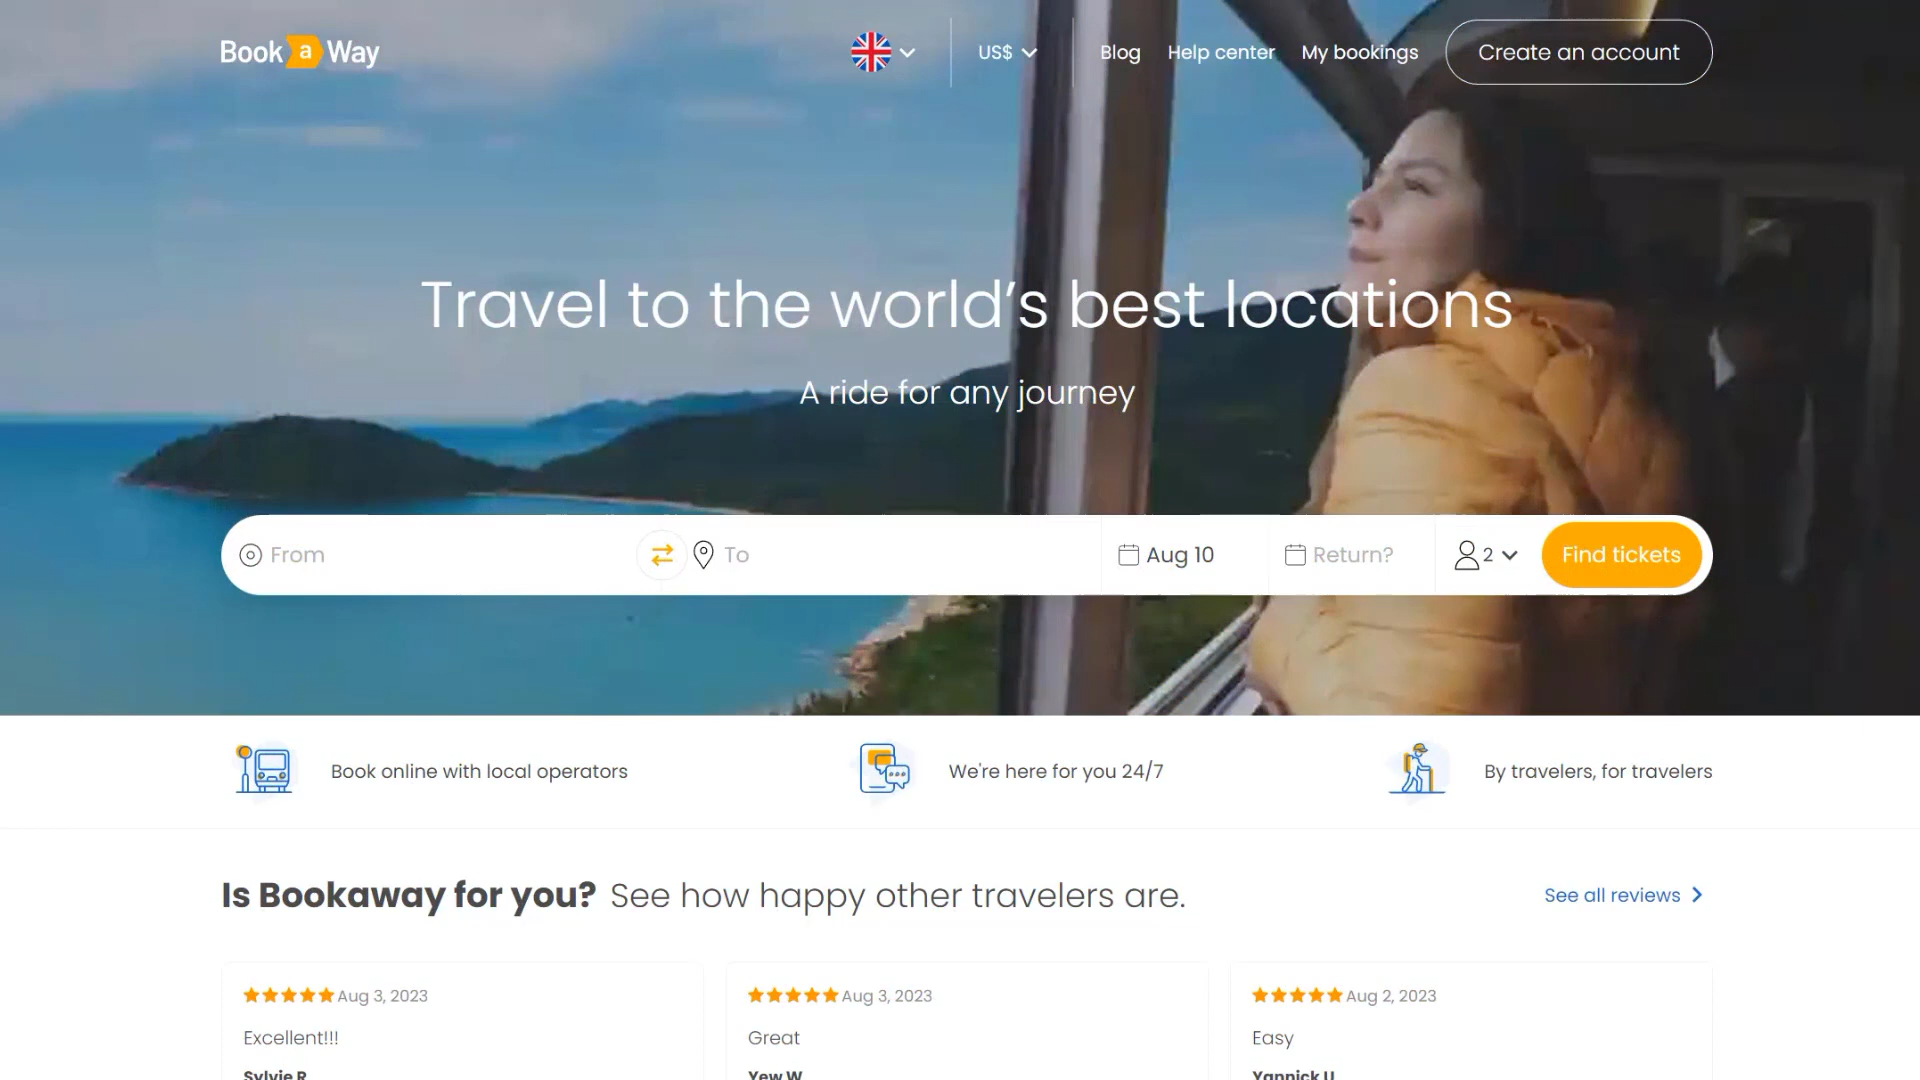 Book a Way
US$
Blog
Help center
My bookings
Create an account
Travel to the world’s best locations
A ride for any journey
From
To
Aug 10
Return?
2
Find tickets
Book online with local operators
We're here for you 24/7
By travelers, for travelers
Is Bookaway for you? See how happy other travelers are.
See all reviews
Aug 3, 2023
Excellent!!!
Sylvie R
Aug 3, 2023
Great
Yew W
Aug 2, 2023
Easy
Yannick U